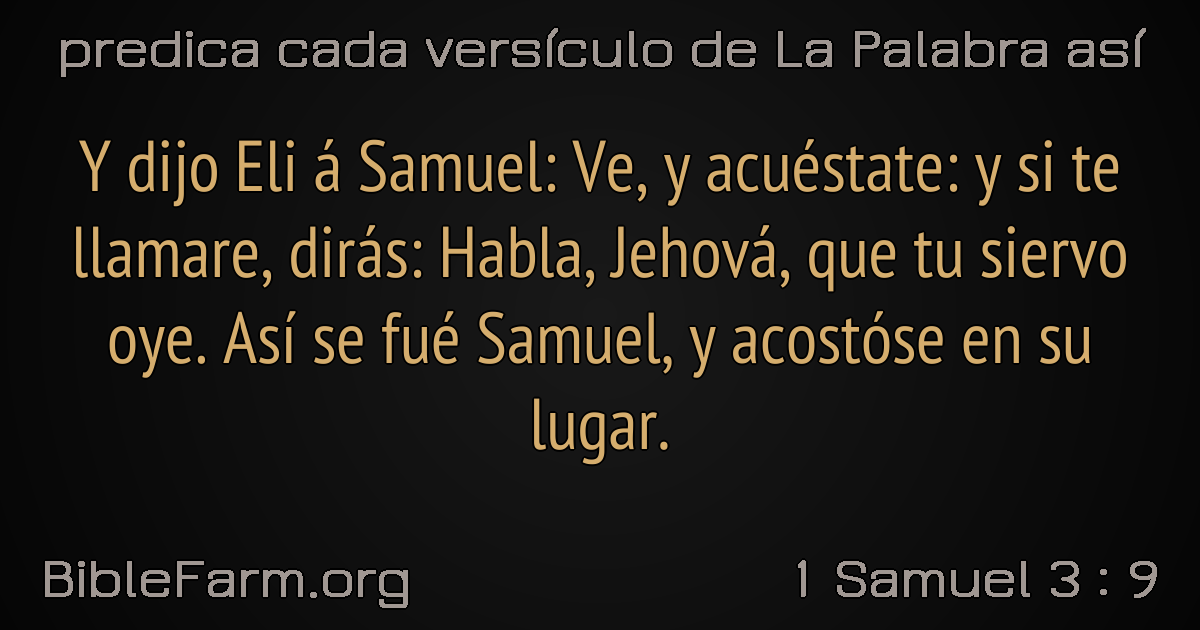 predica cada versículo de La Palabra así
Y dijo Eli á Samuel: Ve, y acuéstate: y si te
llamare, dirás: Habla, Jehová, que tu siervo
oye. Así se fué Samuel, y acostóse en su
lugar.
BibleFarm.org
1 Samuel 3 : 9